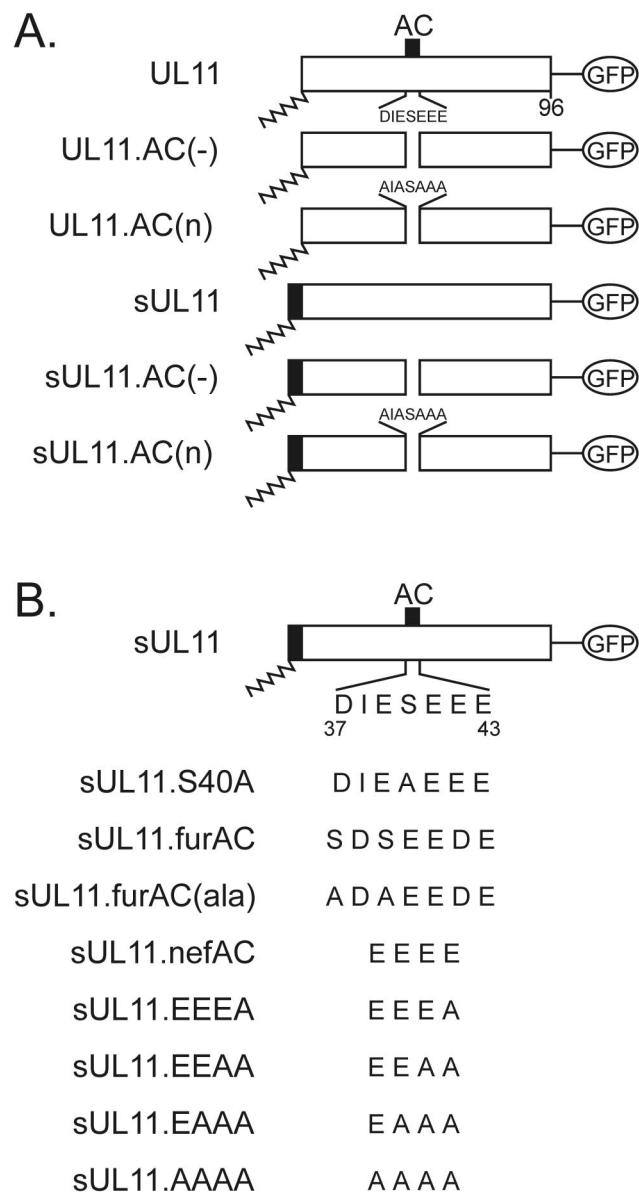 A.
AC
UL11 GFP
96
DIESEEE
UL11.AC(-) GFP
AIASAAA
UL11.AC(n) GFP
sUL11 GFP
sUL11.AC(-) GFP
AIASAAA
sUL11.AC(n) GFP
B.
AC
sUL11 GFP
D I E S E E E
37 43
sUL11.S40A D I E A E E E
sUL11.furAC S D S E E D E
sUL11.furAC(ala) A D A E E D E
sUL11.nefAC E E E E
sUL11.EEEA E E E A
sUL11.EEAA E E A A
sUL11.EAAA E A A A
sUL11.AAAA A A A A